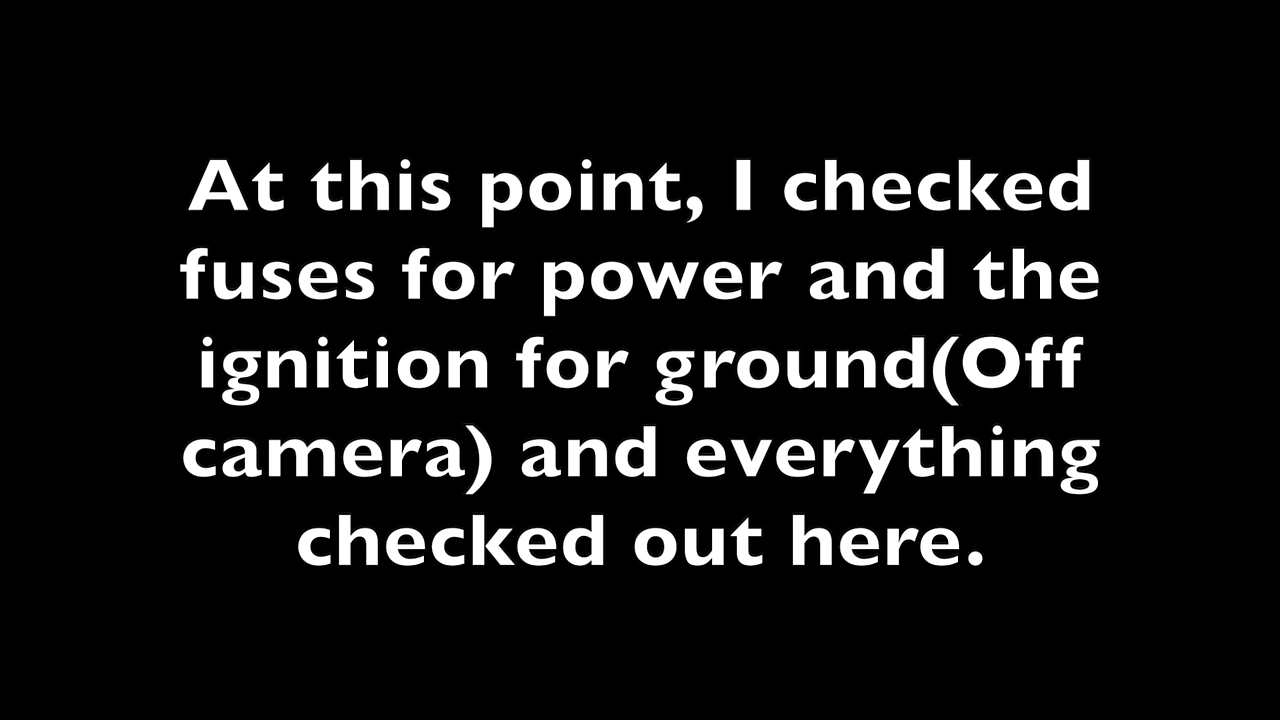 At this point, I checked
fuses for power and the
ignition for ground(Off
camera) and everything
checked out here.